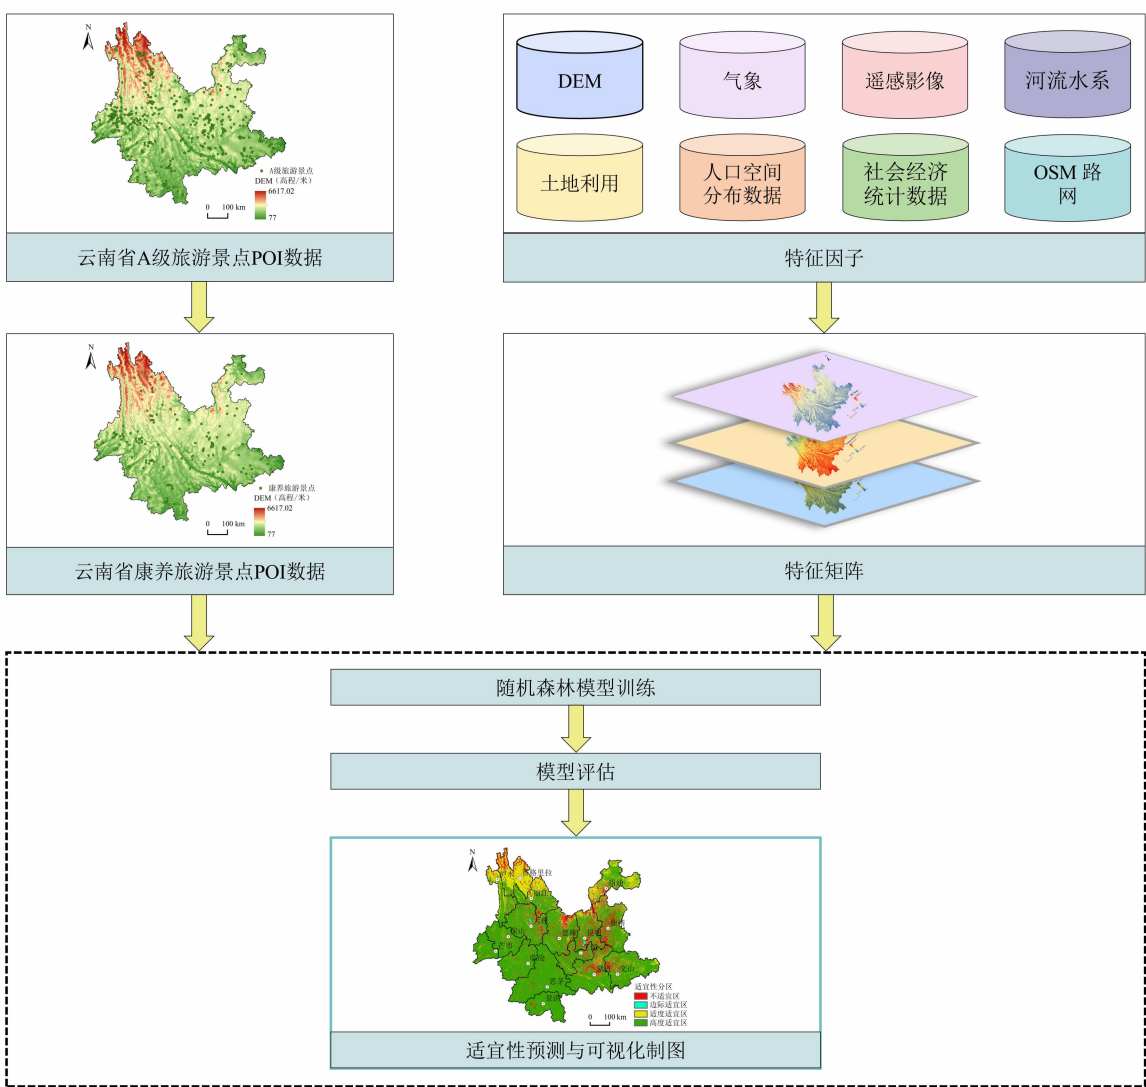 N
A级旅游景点
DEM（高程/米）
6617.02
77
0 100 km
云南省A级旅游景点POI数据
DEM
气象
遥感影像
河流水系
土地利用
人口空间
分布数据
社会经济
统计数据
OSM 路
网
特征因子
N
康养旅游景点
DEM（高程/米）
6617.02
77
0 100 km
云南省康养旅游景点POI数据
特征矩阵
随机森林模型训练
模型评估
N
芒市
文山
适宜性分区
不适宜区
边际适宜区
适度适宜区
高度适宜区
0 100 km
适宜性预测与可视化制图